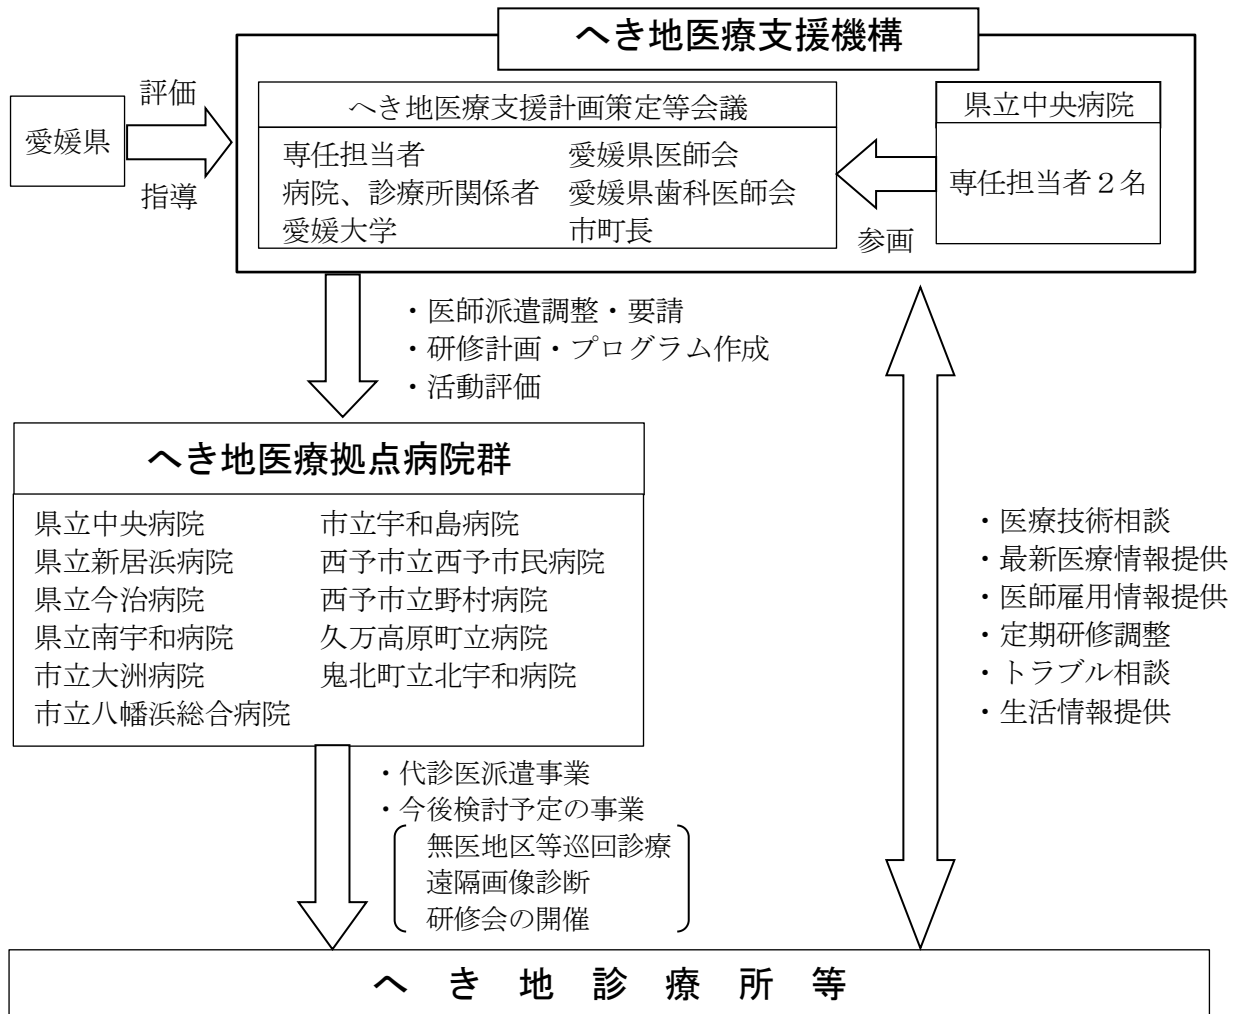 へき地医療支援機構
評価
愛媛県
指導
へき地医療支援計画策定等会議
専任担当者
病院、診療所関係者
愛媛大学
愛媛県医師会
愛媛県歯科医師会
市町長
県立中央病院
専任担当者２名
参画
・医師派遣調整・要請
・研修計画・プログラム作成
・活動評価
へき地医療拠点病院群
県立中央病院
県立新居浜病院
県立今治病院
県立南宇和病院
市立大洲病院
市立八幡浜総合病院
市立宇和島病院
西予市立西予市民病院
西予市立野村病院
久万高原町立病院
鬼北町立北宇和病院
・医療技術相談
・最新医療情報提供
・医師雇用情報提供
・定期研修調整
・トラブル相談
・生活情報提供
・代診医派遣事業
・今後検討予定の事業
無医地区等巡回診療
遠隔画像診断
研修会の開催
へ き 地 診 療 所 等